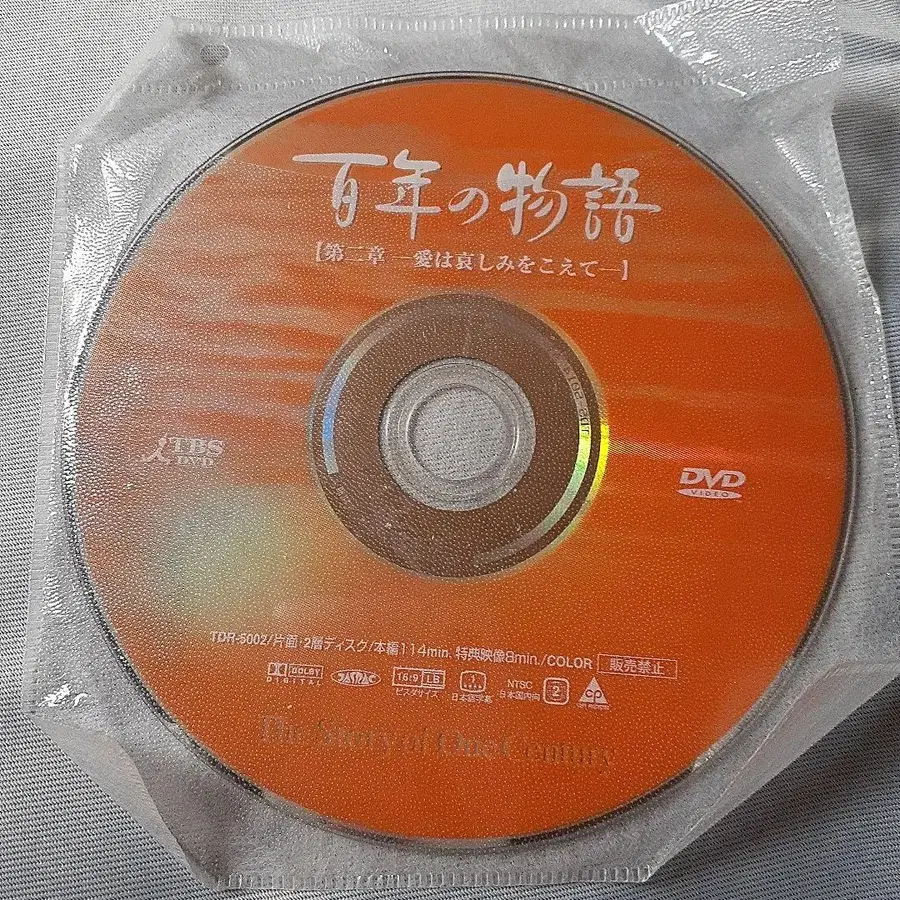 百年の物語
【第二章 ―愛は哀しみをこえて―】
TBS
DVD
DVD
VIDEO
TDR-5002/片面・2層ディスク/本編114min. 特典映像8min./COLOR 販売禁止
DOLBY
DIGITAL
JASRAC
16:9 LB
ビスタサイズ
1
日本語字幕
NTSC
日本国内向
2
CP
The Story of One Century